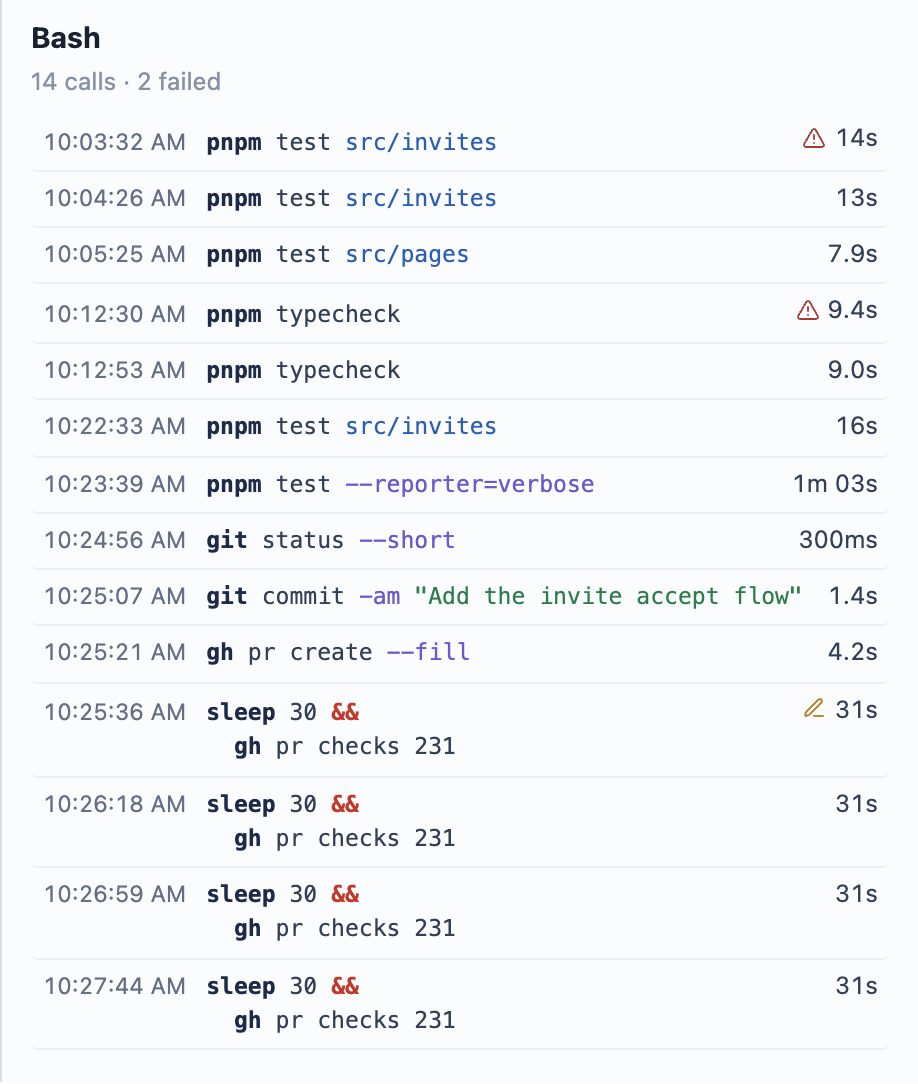 Bash
14 calls · 2 failed
10:03:32 AM pnpm test src/invites 14s
10:04:26 AM pnpm test src/invites 13s
10:05:25 AM pnpm test src/pages 7.9s
10:12:30 AM pnpm typecheck 9.4s
10:12:53 AM pnpm typecheck 9.0s
10:22:33 AM pnpm test src/invites 16s
10:23:39 AM pnpm test --reporter=verbose 1m 03s
10:24:56 AM git status --short 300ms
10:25:07 AM git commit -am "Add the invite accept flow" 1.4s
10:25:21 AM gh pr create --fill 4.2s
10:25:36 AM sleep 30 && 31s
gh pr checks 231
10:26:18 AM sleep 30 && 31s
gh pr checks 231
10:26:59 AM sleep 30 && 31s
gh pr checks 231
10:27:44 AM sleep 30 && 31s
gh pr checks 231